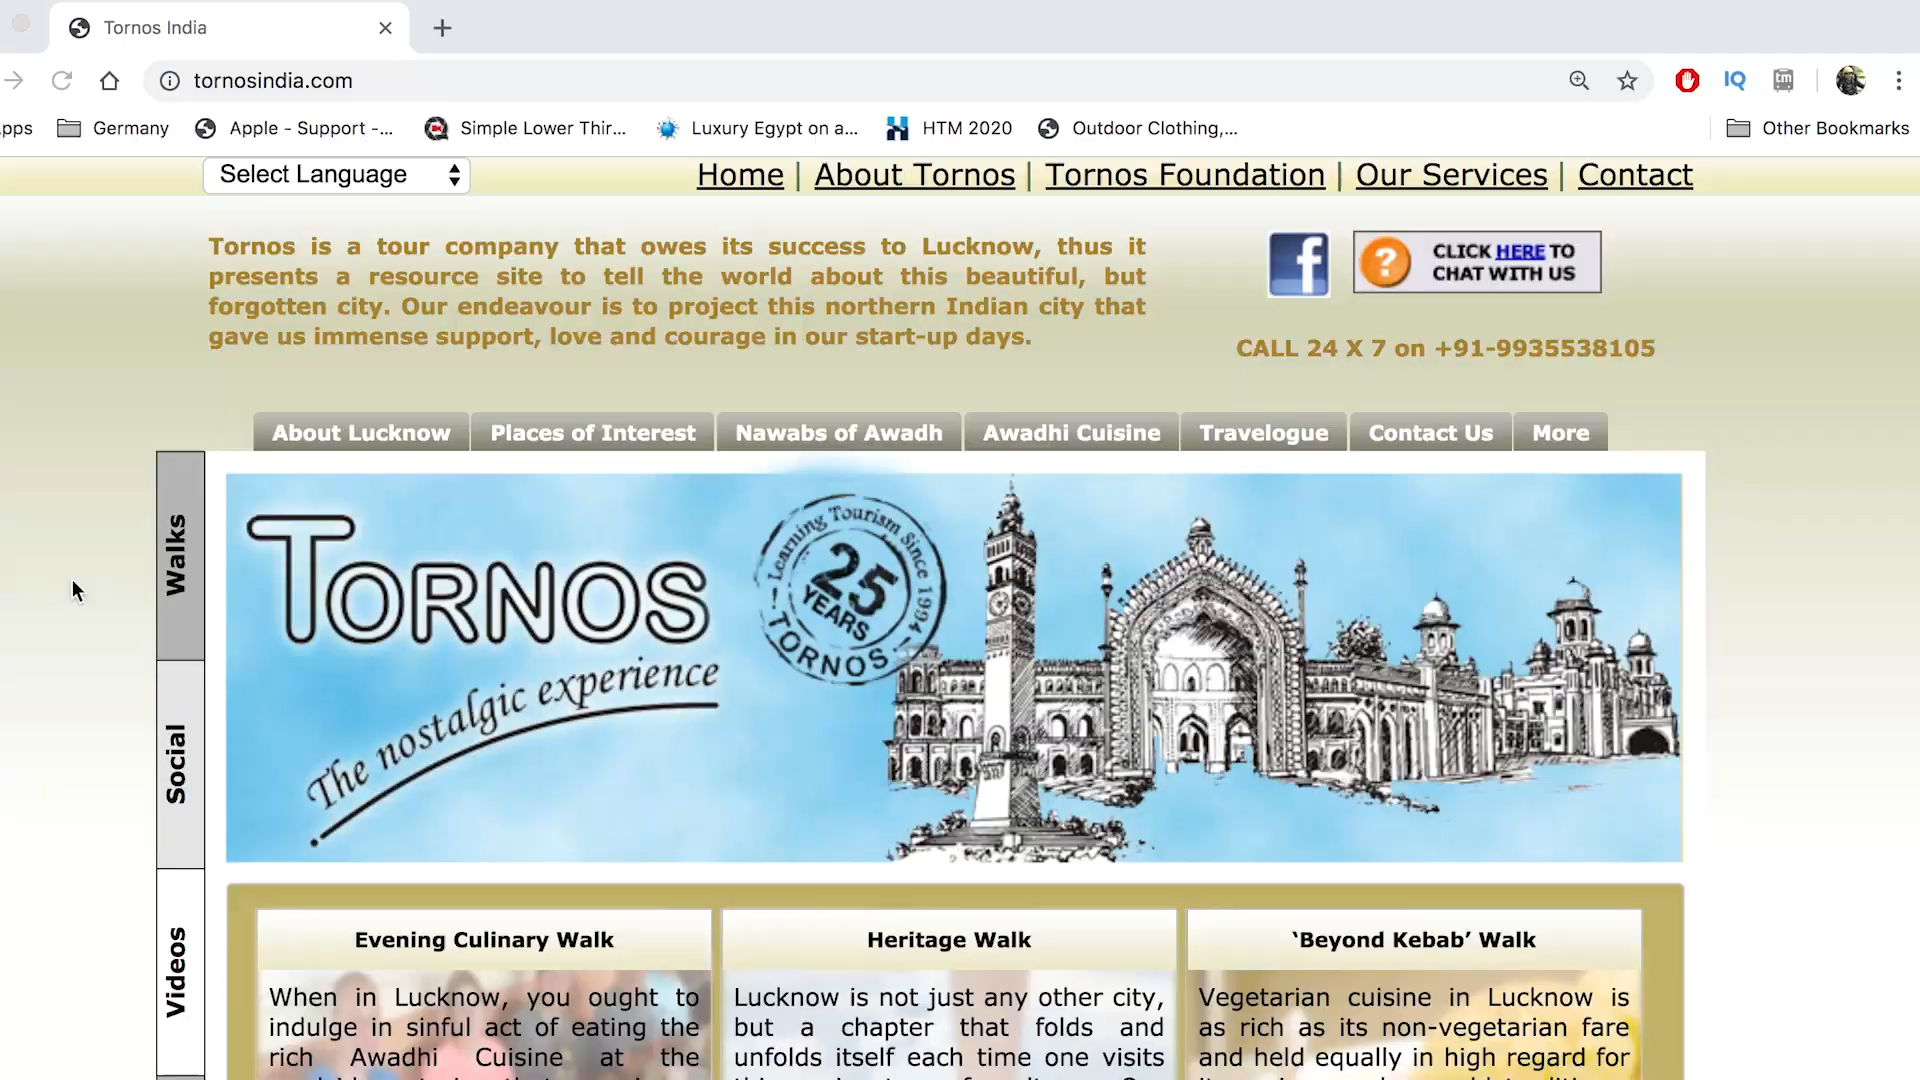 Tornos India
tornosindia.com
pps
Germany
Apple - Support -...
Simple Lower Thir...
Luxury Egypt on a...
HTM 2020
Outdoor Clothing,...
Other Bookmarks
Select Language
Home | About Tornos | Tornos Foundation | Our Services | Contact
Tornos is a tour company that owes its success to Lucknow, thus it
presents a resource site to tell the world about this beautiful, but
forgotten city. Our endeavour is to project this northern Indian city that
gave us immense support, love and courage in our start-up days.
CLICK HERE TO
CHAT WITH US
CALL 24 X 7 on +91-9935538105
About Lucknow
Places of Interest
Nawabs of Awadh
Awadhi Cuisine
Travelogue
Contact Us
More
Walks
Social
Videos
TORNOS
The nostalgic experience
Learning Tourism Since 1994
25
YEARS
TORNOS
Evening Culinary Walk
When in Lucknow, you ought to
indulge in sinful act of eating the
rich Awadhi Cuisine at the
Heritage Walk
Lucknow is not just any other city,
but a chapter that folds and
unfolds itself each time one visits
‘Beyond Kebab’ Walk
Vegetarian cuisine in Lucknow is
as rich as its non-vegetarian fare
and held equally in high regard for